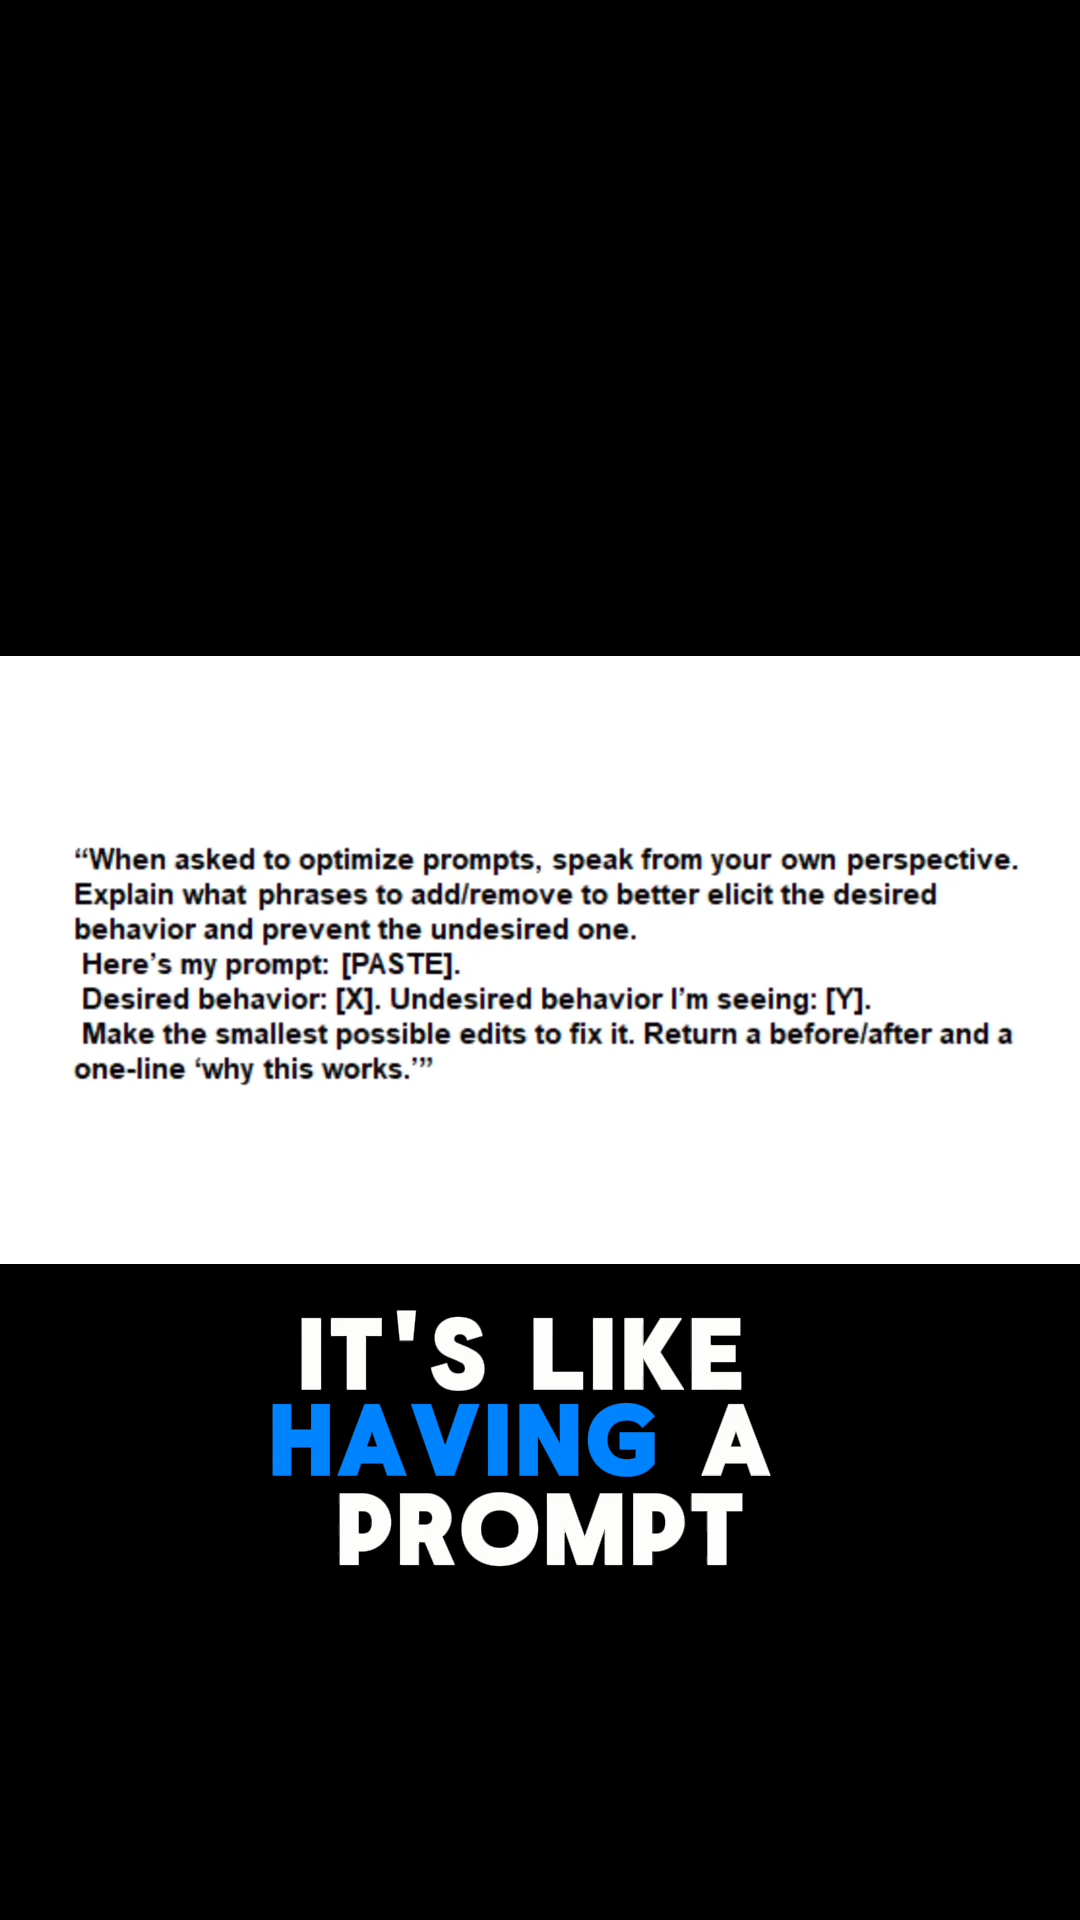 “When asked to optimize prompts, speak from your own perspective.
Explain what phrases to add/remove to better elicit the desired
behavior and prevent the undesired one.
Here’s my prompt: [PASTE].
Desired behavior: [X]. Undesired behavior I’m seeing: [Y].
Make the smallest possible edits to fix it. Return a before/after and a
one-line ‘why this works.’”
IT'S LIKE
HAVING A
PROMPT